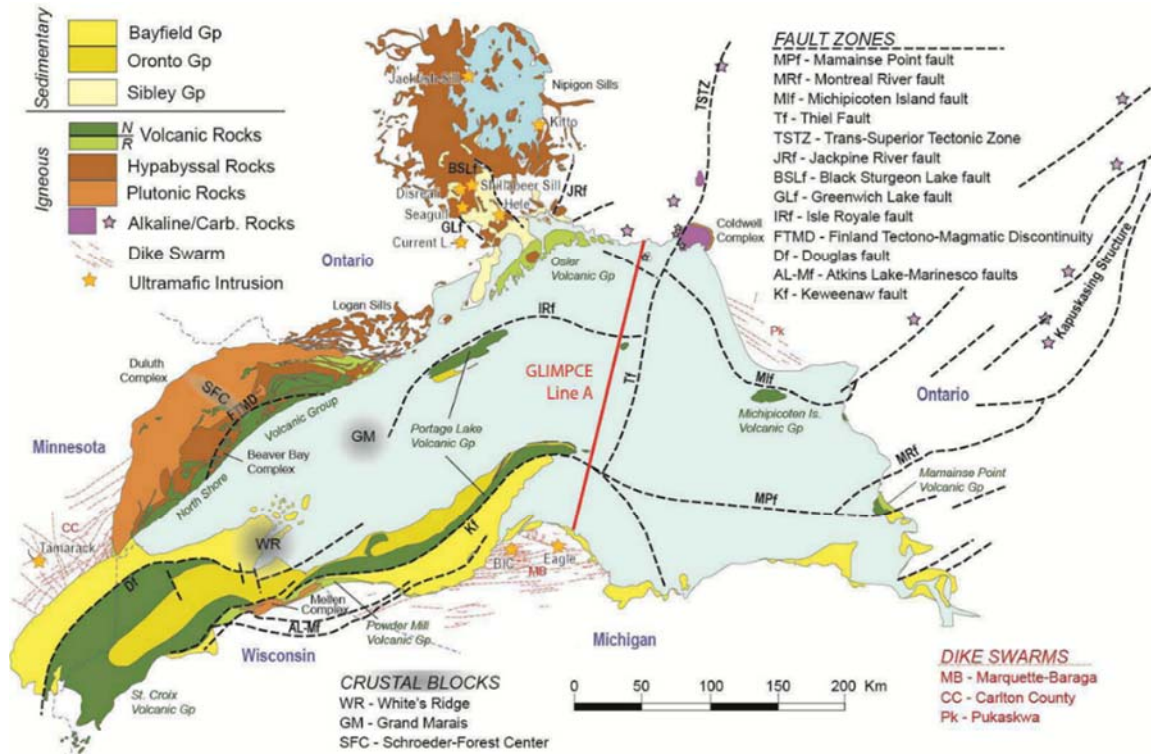 Sedimentary
Bayfield Gp
Oronto Gp
Sibley Gp
Igneous
N
R
Volcanic Rocks
Hypabyssal Rocks
Plutonic Rocks
Alkaline/Carb. Rocks
Dike Swarm
Ultramafic Intrusion
FAULT ZONES
MPf - Mamainse Point fault
MRf - Montreal River fault
MIf - Michipicoten Island fault
Tf - Thiel Fault
TSTZ - Trans-Superior Tectonic Zone
JRf - Jackpine River fault
BSLf - Black Sturgeon Lake fault
GLf - Greenwich Lake fault
IRf - Isle Royale fault
FTMD - Finland Tectono-Magmatic Discontinuity
Df - Douglas fault
AL-Mf - Atkins Lake-Marinesco faults
Kf - Keweenaw fault
Jackfish Sill
Nipigon Sills
Kitto
TSTZ
BSLf
Shillabeer Sill
Disraeli
Hele
JRf
Seagull
GLf
Current L.
Coldwell
Complex
Ontario
Osler
Volcanic Gp
Logan Sills
IRf
Pk
Kapuskasing Structure
Duluth
Complex
SFC
FTMD
GLIMPCE
Line A
Tf
MIf
Ontario
Michipicoten Is.
Volcanic Gp
Minnesota
Volcanic Group
GM
Portage Lake
Volcanic Gp
Beaver Bay
Complex
North Shore
MRf
Mamainse Point
Volcanic Gp
MPf
CC
Tamarack
WR
Kf
BIC
Eagle
MB
Df
Mellen
Complex
AL-Mf
Powder Mill
Volcanic Gp.
Wisconsin
Michigan
St. Croix
Volcanic Gp
CRUSTAL BLOCKS
WR - White's Ridge
GM - Grand Marais
SFC - Schroeder-Forest Center
0 50 100 150 200 Km
DIKE SWARMS
MB - Marquette-Baraga
CC - Carlton County
Pk - Pukaskwa